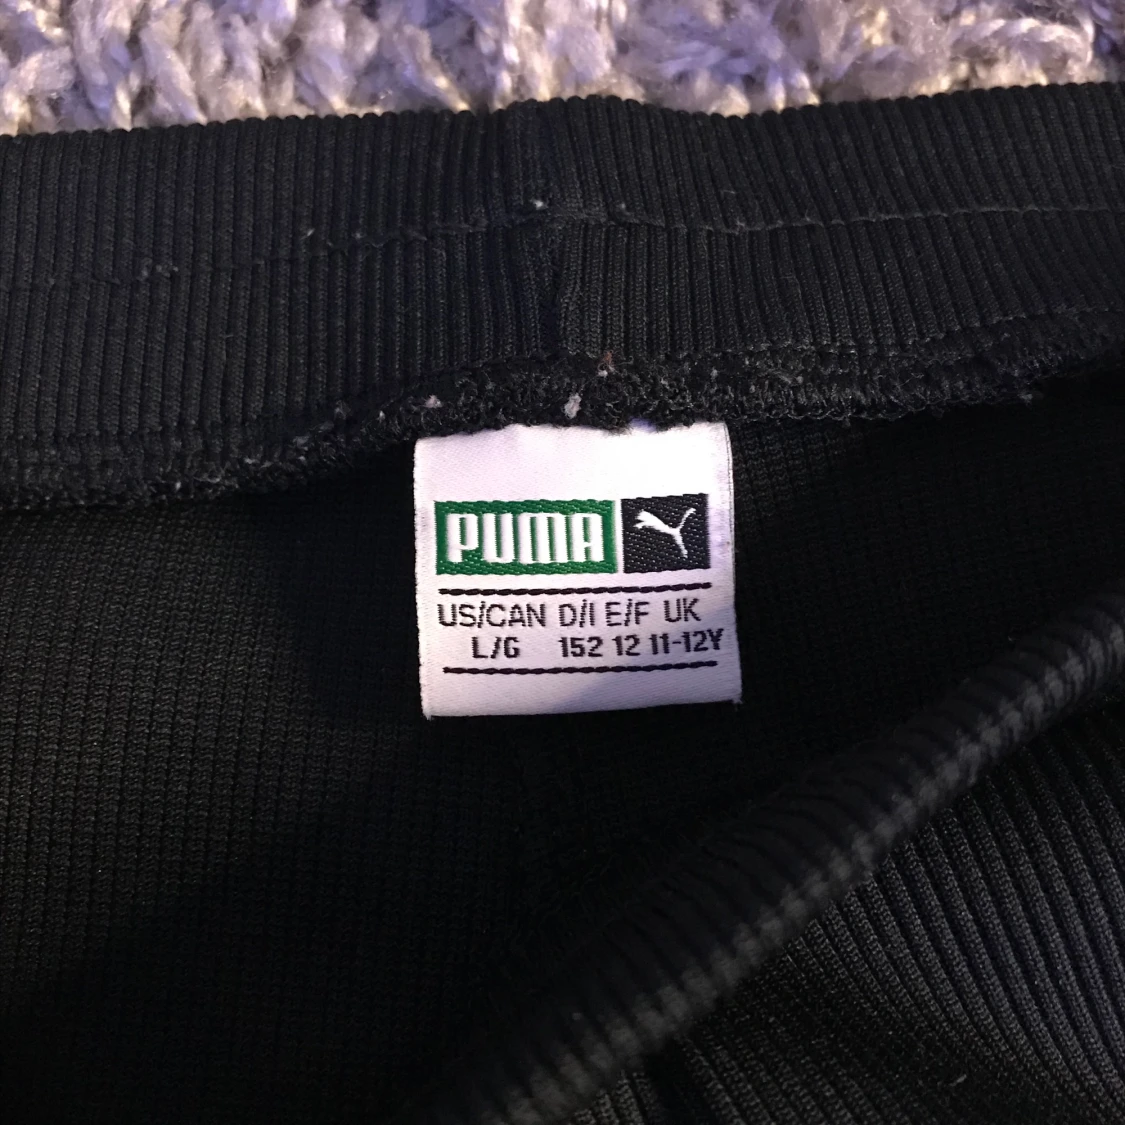 PUMA
US/CAN D/I E/F UK
L/G 152 12 11-12Y